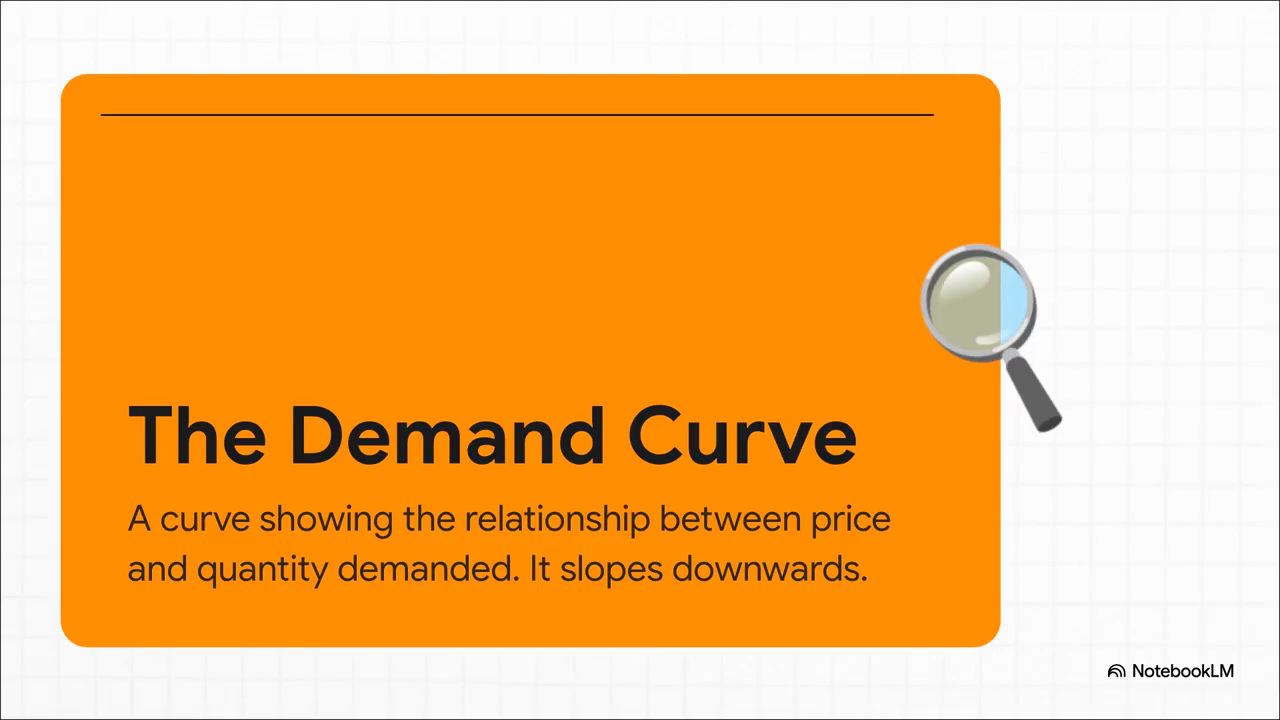 The Demand Curve
A curve showing the relationship between price
and quantity demanded. It slopes downwards.
NotebookLM